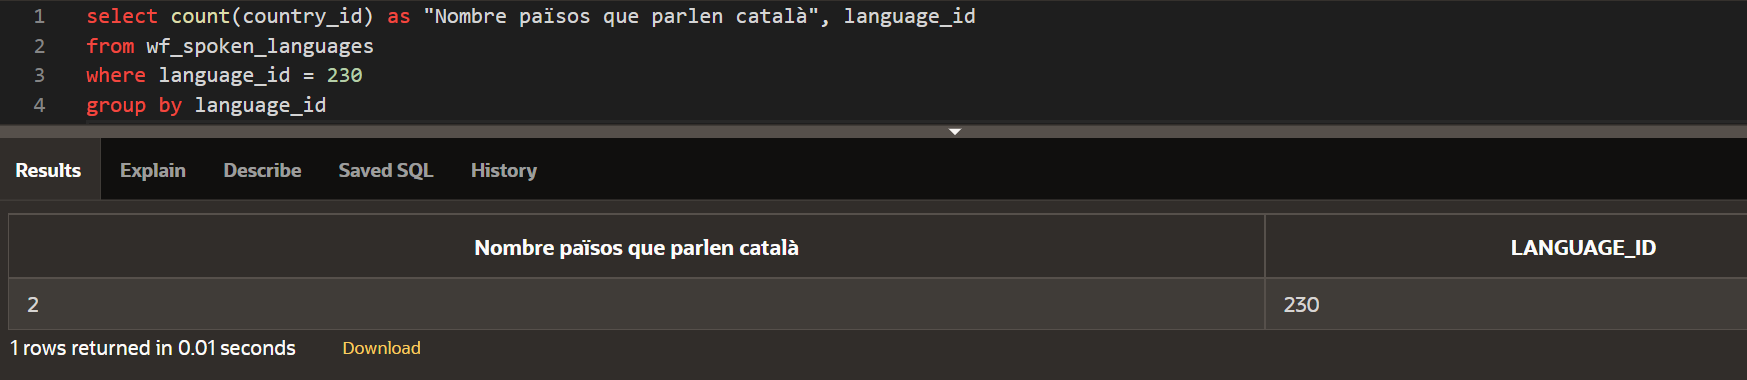 1 select count(country_id) as "Nombre països que parlen català", language_id
2 from wf_spoken_languages
3 where language_id = 230
4 group by language_id
Results Explain Describe Saved SQL History
Nombre països que parlen català LANGUAGE_ID
2 230
1 rows returned in 0.01 seconds Download